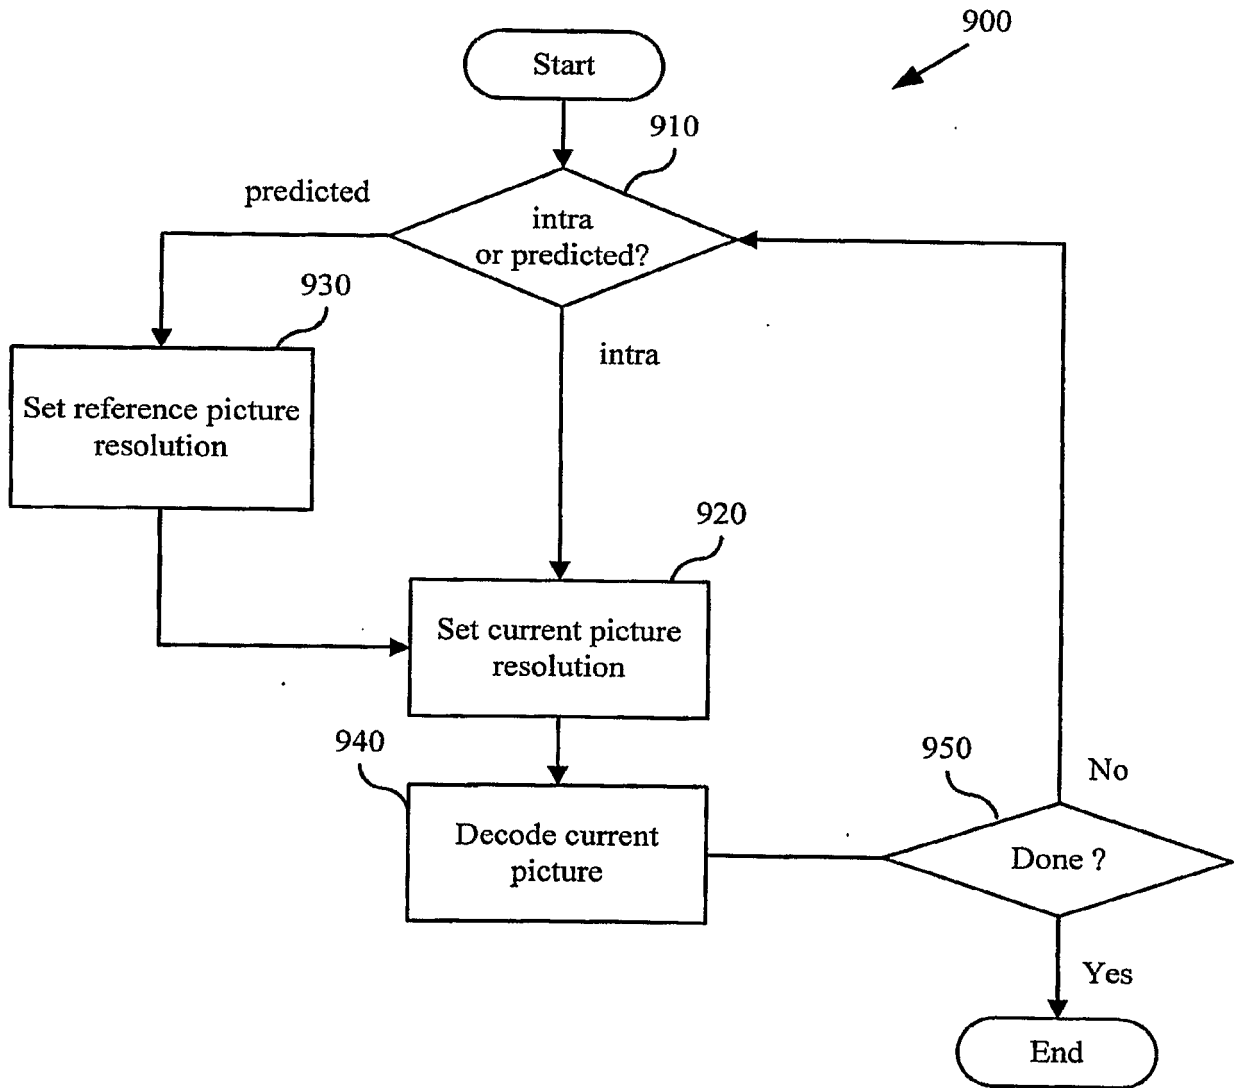 900
Start
910
predicted
intra
or predicted?
930
intra
Set reference picture
resolution
920
Set current picture
resolution
940
950
No
Decode current
picture
Done ?
Yes
End